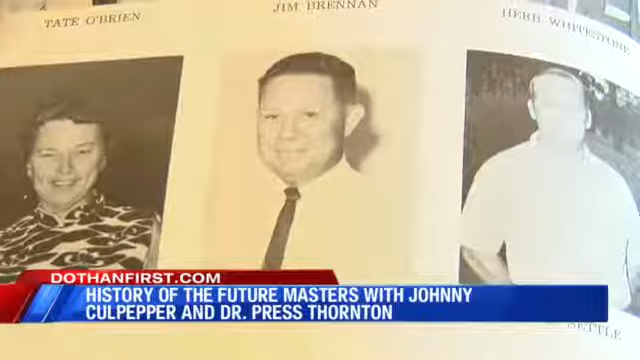 TATE O'BRIEN
JIM BRENNAN
HERB WHITESTONE
DOTHANFIRST.COM
HISTORY OF THE FUTURE MASTERS WITH JOHNNY
CULPEPPER AND DR. PRESS THORNTON